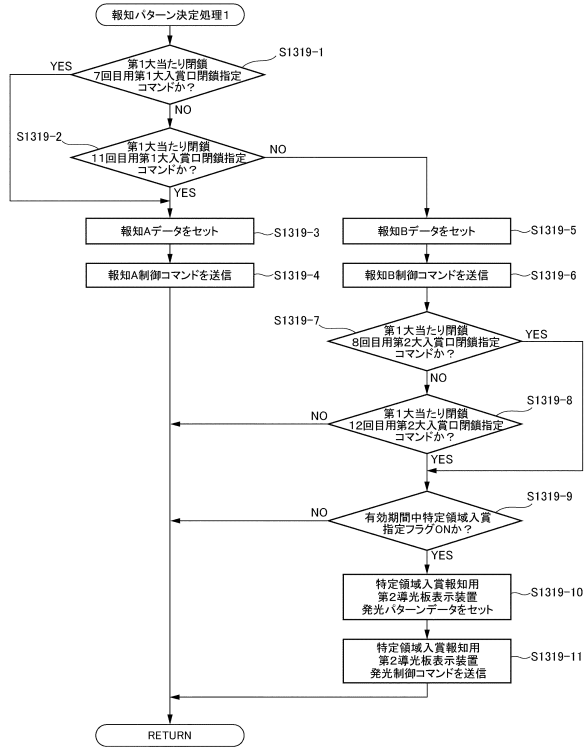 報知パターン決定処理1
S1319-1
第1大当たり閉鎖
7回目用第1大入賞口閉鎖指定
コマンドか?
YES
NO
S1319-2
第1大当たり閉鎖
11回目用第1大入賞口閉鎖指定
コマンドか?
NO
YES
報知Aデータをセット
S1319-3
報知Bデータをセット
S1319-5
報知A制御コマンドを送信
S1319-4
報知B制御コマンドを送信
S1319-6
S1319-7
第1大当たり閉鎖
8回目用第2大入賞口閉鎖指定
コマンドか?
YES
NO
S1319-8
第1大当たり閉鎖
12回目用第2大入賞口閉鎖指定
コマンドか?
NO
YES
S1319-9
有効期間中特定領域入賞
指定フラグONか?
NO
YES
特定領域入賞報知用
第2導光板表示装置
発光パターンデータをセット
S1319-10
特定領域入賞報知用
第2導光板表示装置
発光制御コマンドを送信
S1319-11
RETURN